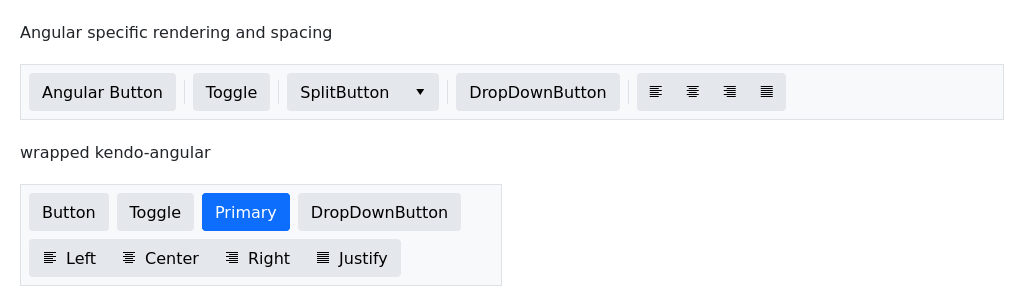 Angular specific rendering and spacing
Angular Button Toggle SplitButton DropDownButton
wrapped kendo-angular
Button Toggle Primary DropDownButton
Left Center Right Justify